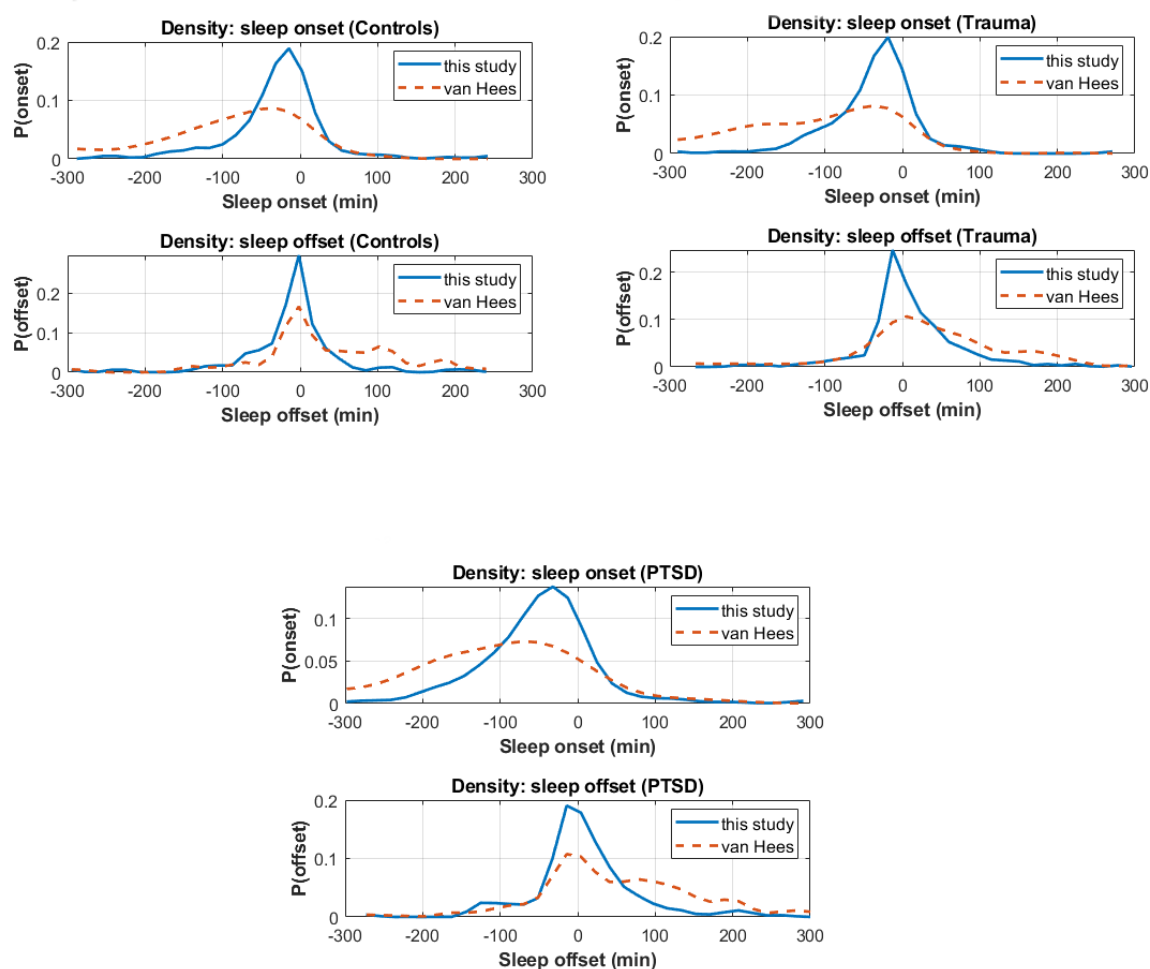 Density: sleep onset (Controls)
P(onset)
0.2
0.1
0
this study
van Hees
-300 -200 -100 0 100 200 300
Sleep onset (min)
Density: sleep onset (Trauma)
P(onset)
0.2
0.1
0
this study
van Hees
-300 -200 -100 0 100 200 300
Sleep onset (min)
Density: sleep offset (Controls)
P(offset)
0.2
0.1
0
this study
van Hees
-300 -200 -100 0 100 200 300
Sleep offset (min)
Density: sleep offset (Trauma)
P(offset)
0.2
0.1
0
this study
van Hees
-300 -200 -100 0 100 200 300
Sleep offset (min)
Density: sleep onset (PTSD)
P(onset)
0.1
0.05
0
this study
van Hees
-300 -200 -100 0 100 200 300
Sleep onset (min)
Density: sleep offset (PTSD)
P(offset)
0.2
0.1
0
this study
van Hees
-300 -200 -100 0 100 200 300
Sleep offset (min)